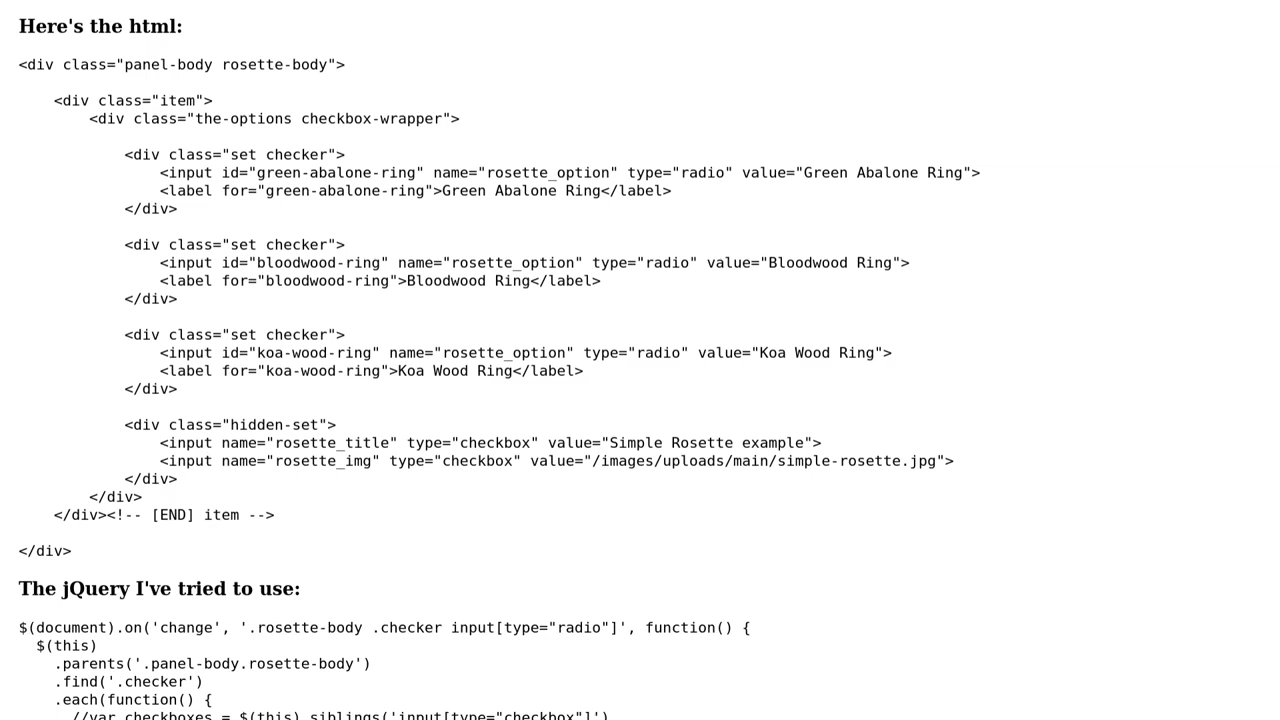 Here's the html:
<div class="panel-body rosette-body">
<div class="item">
<div class="the-options checkbox-wrapper">
<div class="set checker">
<input id="green-abalone-ring" name="rosette_option" type="radio" value="Green Abalone Ring">
<label for="green-abalone-ring">Green Abalone Ring</label>
</div>
<div class="set checker">
<input id="bloodwood-ring" name="rosette_option" type="radio" value="Bloodwood Ring">
<label for="bloodwood-ring">Bloodwood Ring</label>
</div>
<div class="set checker">
<input id="koa-wood-ring" name="rosette_option" type="radio" value="Koa Wood Ring">
<label for="koa-wood-ring">Koa Wood Ring</label>
</div>
<div class="hidden-set">
<input name="rosette_title" type="checkbox" value="Simple Rosette example">
<input name="rosette_img" type="checkbox" value="/images/uploads/main/simple-rosette.jpg">
</div>
</div>
</div><!-- [END] item -->
</div>
The jQuery I've tried to use:
$(document).on('change', '.rosette-body .checker input[type="radio"]', function() {
$(this)
.parents('.panel-body.rosette-body')
.find('.checker')
.each(function() {
//var checkboxes = $(this).siblings('input[type="checkbox"]')